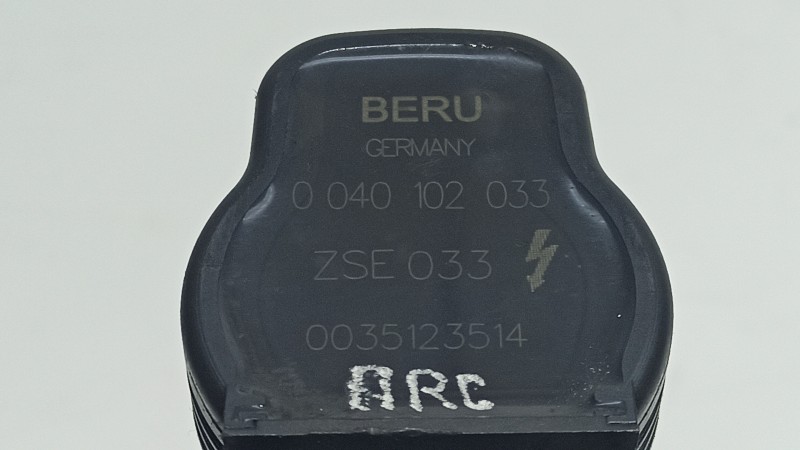 BERU
GERMANY
0 040 102 033
ZSE 033
0035123514
ARC